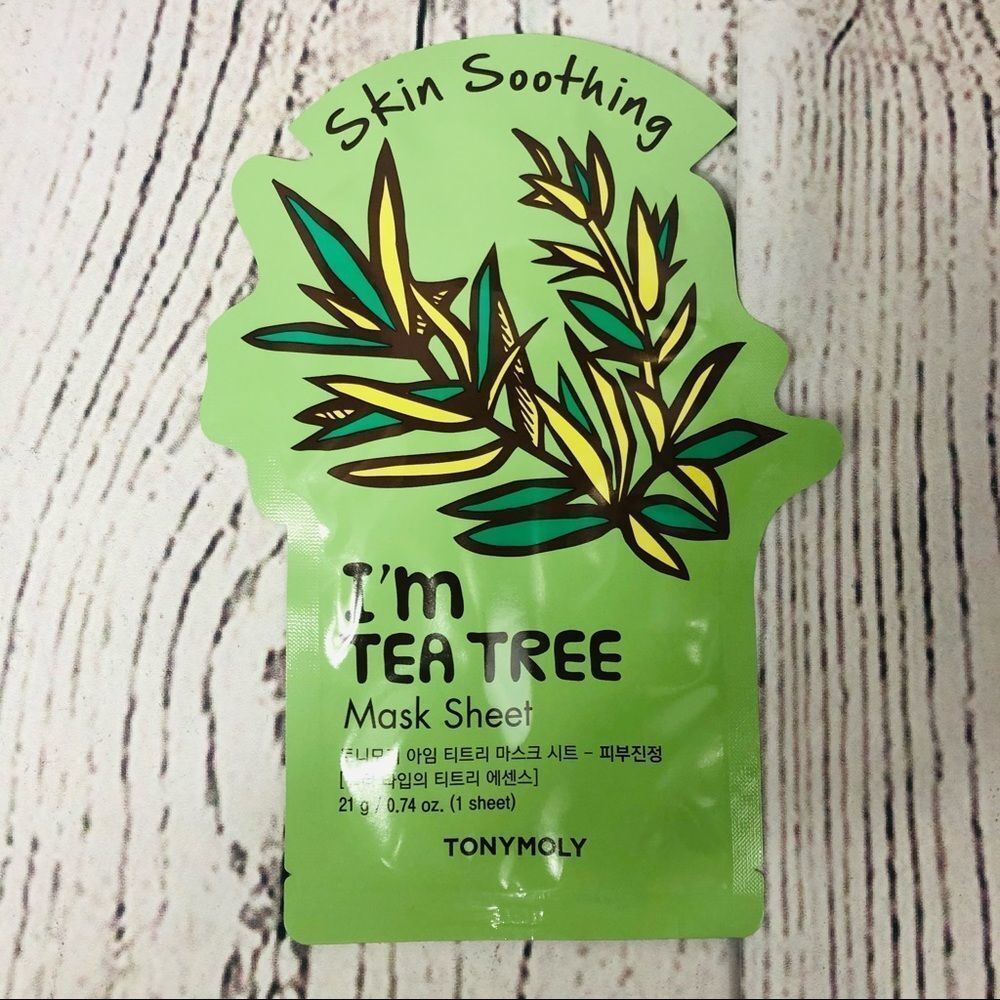 Skin Soothing
I'm
TEA TREE
Mask Sheet
아임 티트리 마스크 시트 - 피부진정
타입의 티트리 에센스]
21 g / 0.74 oz. (1 sheet)
TONYMOLY